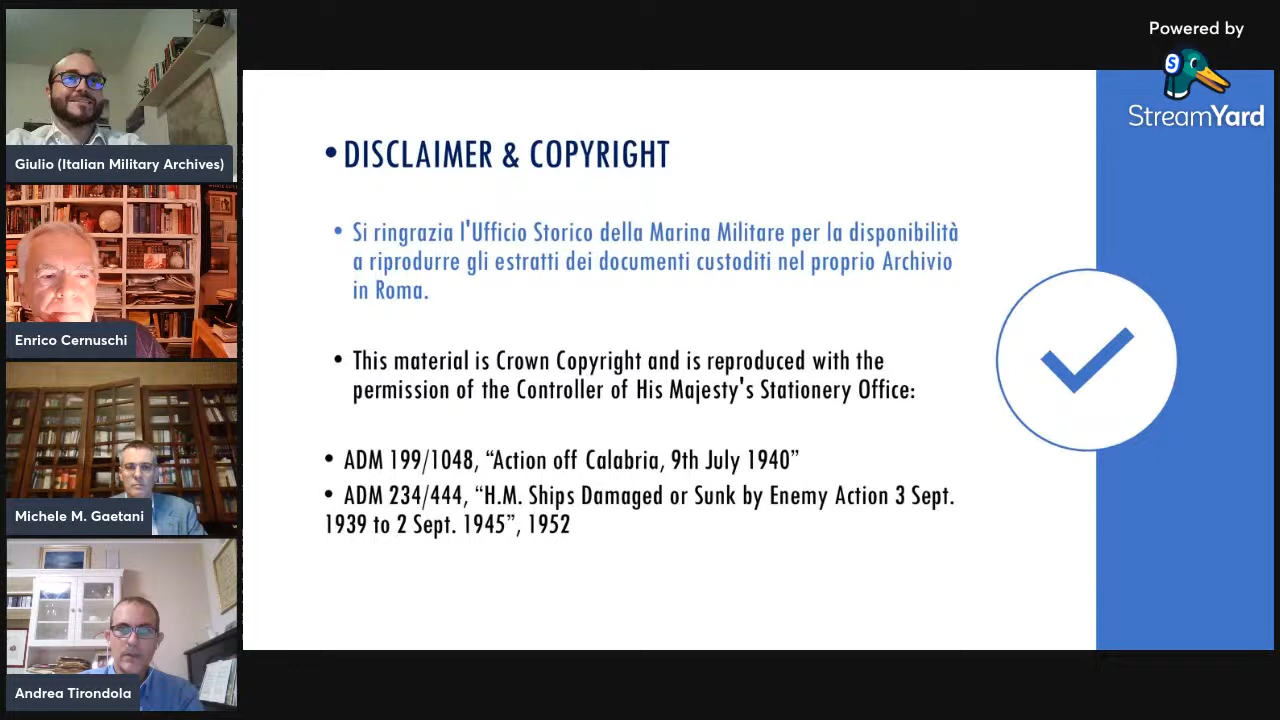 Powered by
StreamYard
Giulio (Italian Military Archives)
Enrico Cernuschi
Michele M. Gaetani
Andrea Tirondola
•DISCLAIMER & COPYRIGHT
• Si ringrazia l'Ufficio Storico della Marina Militare per la disponibilità
a riprodurre gli estratti dei documenti custoditi nel proprio Archivio
in Roma.
• This material is Crown Copyright and is reproduced with the
permission of the Controller of His Majesty's Stationery Office:
• ADM 199/1048, “Action off Calabria, 9th July 1940”
• ADM 234/444, “H.M. Ships Damaged or Sunk by Enemy Action 3 Sept.
1939 to 2 Sept. 1945”, 1952